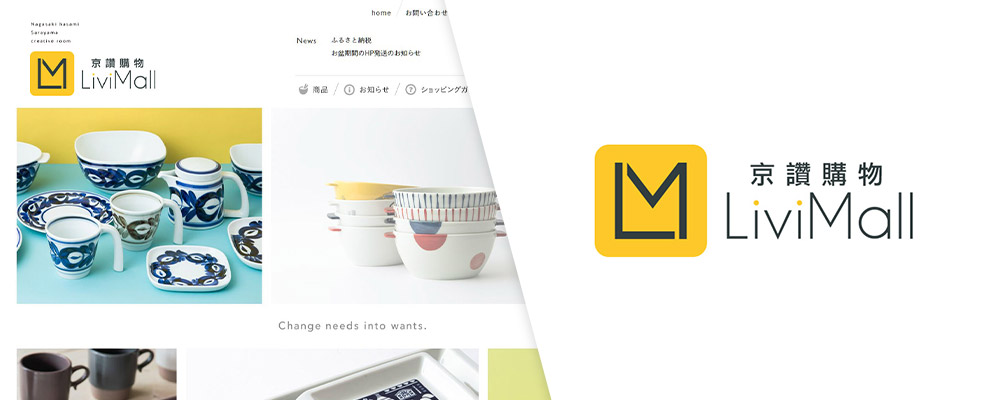 home / お問い合わせ
Nagasaki hasami
Sarayama
creative room
News ふるさと納税
お盆期間のHP発送のお知らせ
京讚購物
LiviMall
商品 / お知らせ / ショッピングガ
Change needs into wants.
京讚購物
LiviMall